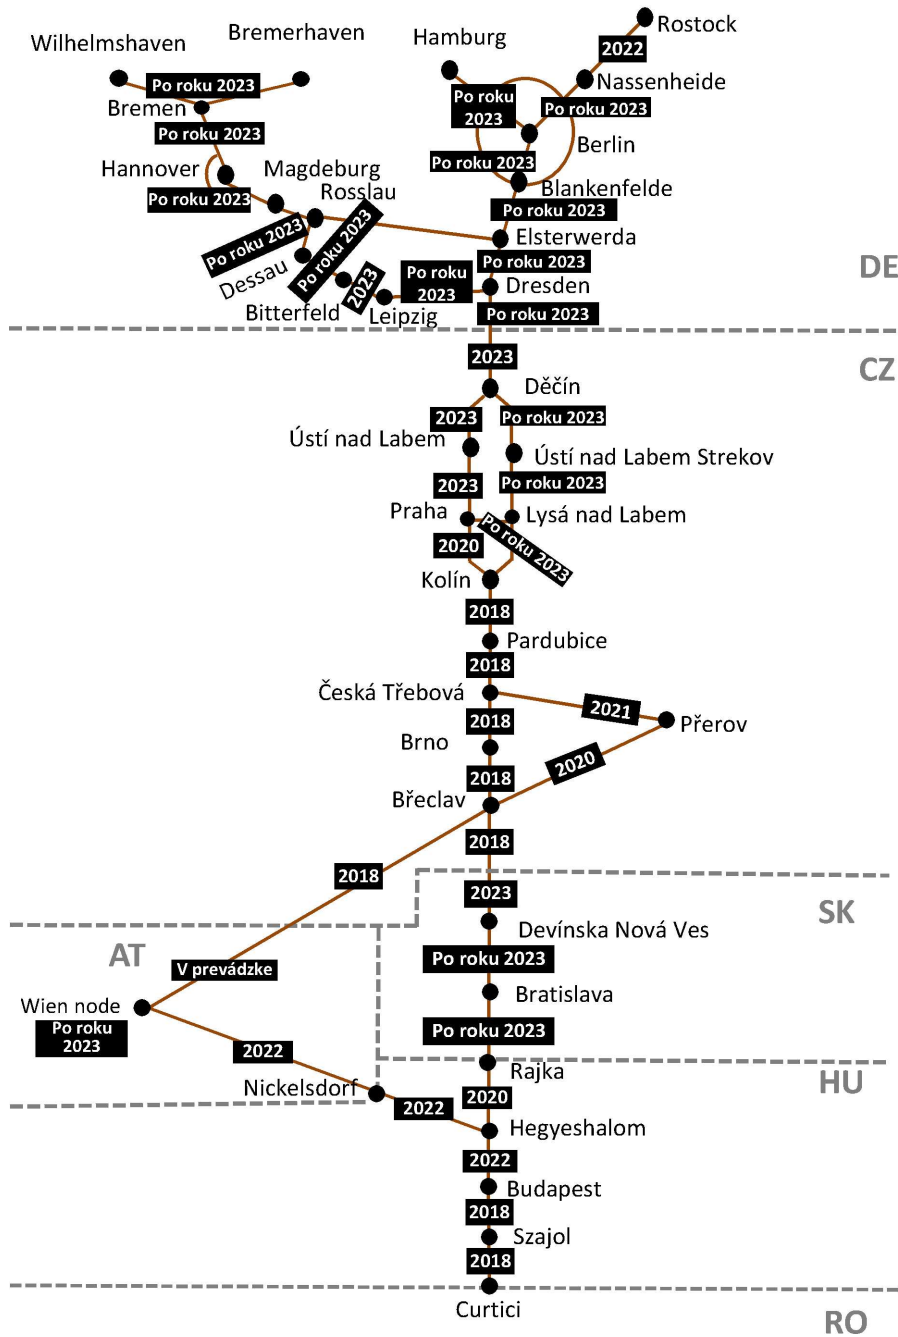 Rostock
Bremerhaven
Hamburg
Wilhelmshaven
2022
Nassenheide
Po roku 2023
Po roku
2023
Po roku 2023
Bremen
Po roku 2023
Berlin
Po roku 2023
Hannover
Magdeburg
Blankenfelde
Rosslau
Po roku 2023
Po roku 2023
Elsterwerda
Po roku 2023
Po roku 2023
Po roku 2023
DE
Dessau
2023
Po roku
2023
Dresden
Bitterfeld
Leipzig
Po roku 2023
2023
CZ
Děčín
2023
Po roku 2023
Ústí nad Labem
Ústí nad Labem Strekov
2023
Po roku 2023
Praha
Lysá nad Labem
2020
Po roku 2023
Kolín
2018
Pardubice
2018
Česká Třebová
2021
2018
Přerov
Brno
2020
2018
Břeclav
2018
2018
2023
SK
Devínska Nová Ves
AT
Po roku 2023
V prevádzke
Bratislava
Wien node
Po roku
2023
Po roku 2023
2022
Rajka
HU
Nickelsdorf
2020
2022
Hegyeshalom
2022
Budapest
2018
Szajol
2018
Curtici
RO